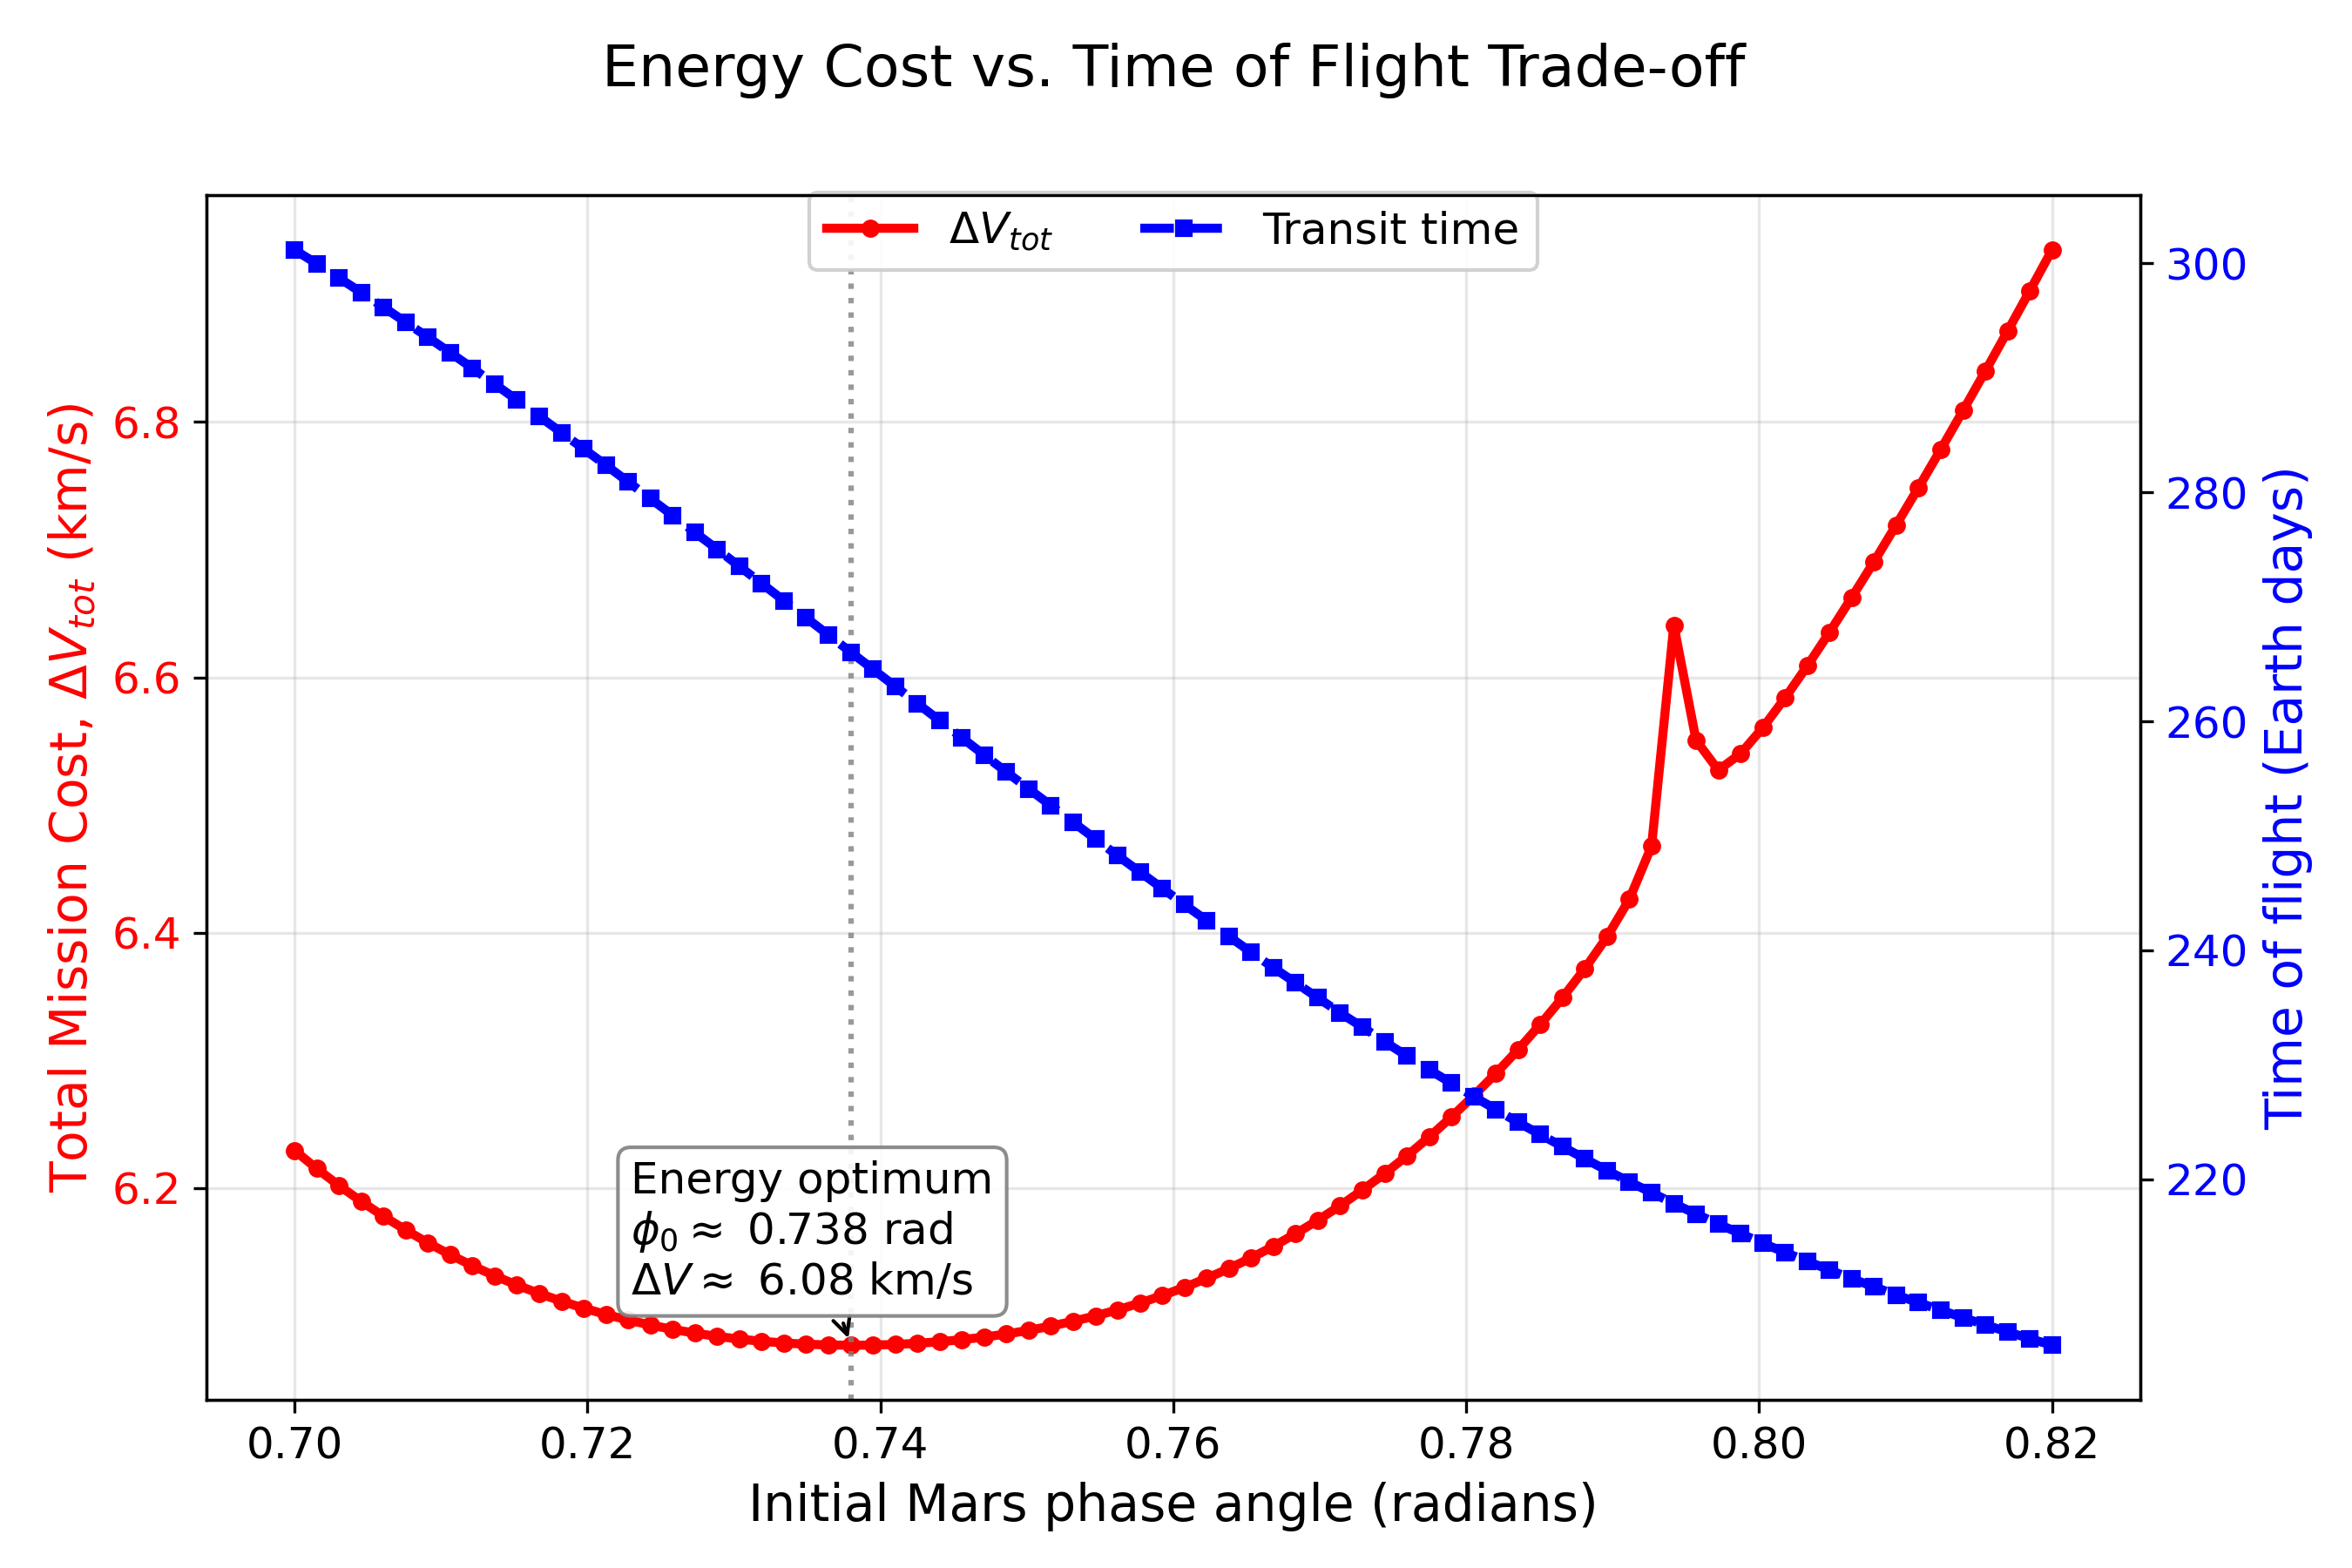 Energy Cost vs. Time of Flight Trade-off
ΔV_tot
Transit time
Total Mission Cost, ΔV_tot (km/s)
6.8
6.6
6.4
6.2
Energy optimum
ϕ₀ ≈ 0.738 rad
ΔV ≈ 6.08 km/s
300
280
260
240
220
Time of flight (Earth days)
0.70 0.72 0.74 0.76 0.78 0.80 0.82
Initial Mars phase angle (radians)